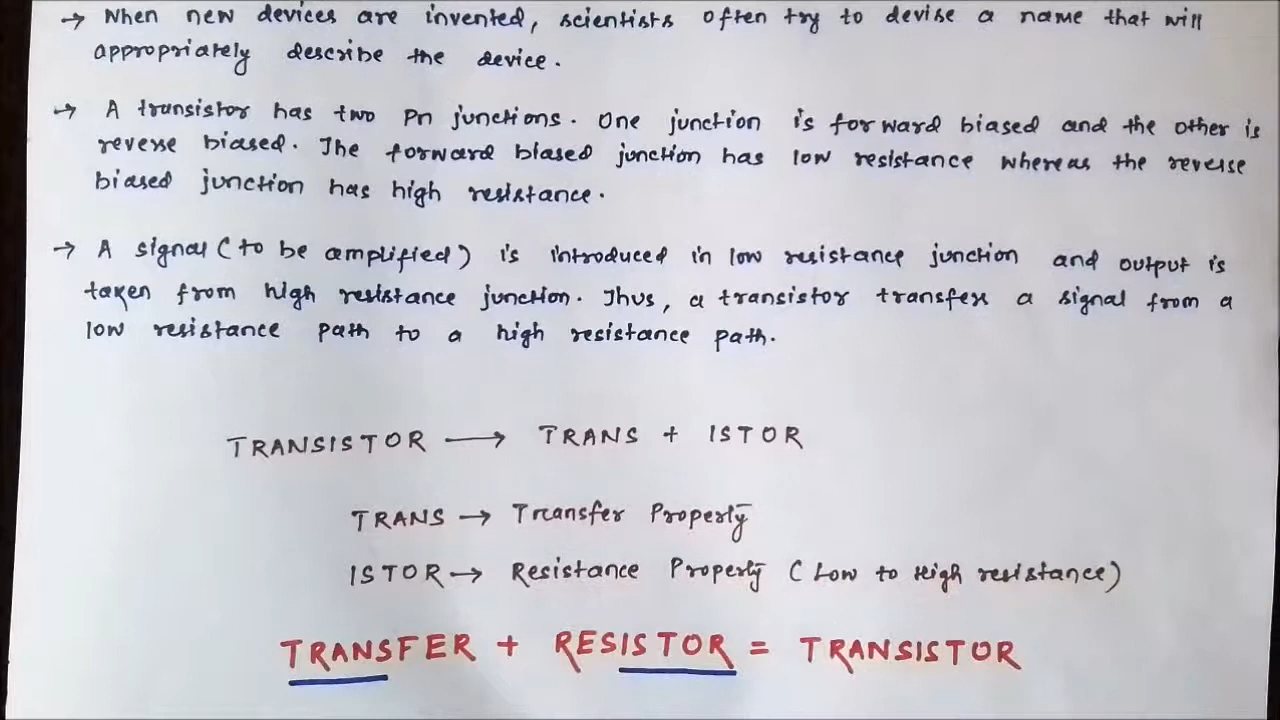 → When new devices are invented, scientists often try to devise a name that will
appropriately describe the device.
→ A transistor has two Pn junctions. One junction is forward biased and the other is
reverse biased. The forward biased junction has low resistance whereas the reverse
biased junction has high resistance.
→ A signal (to be amplified) is introduced in low resistance junction and output is
taken from high resistance junction. Thus, a transistor transfers a signal from a
low resistance path to a high resistance path.
TRANSISTOR → TRANS + ISTOR
TRANS → Transfer Property
ISTOR → Resistance Property (Low to High resistance)
TRANSFER + RESISTOR = TRANSISTOR